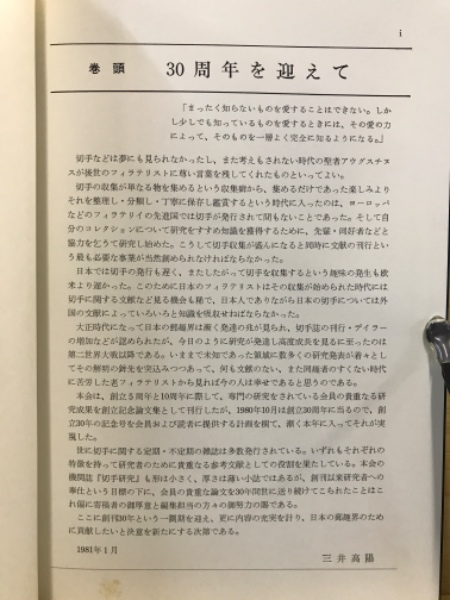 i
巻頭 30周年を迎えて
「まったく知らないものを愛することはできない。しか
し少しでも知っているものを愛するときには、その愛の力
によって、そのものを一層よく完全に知るようになる。」
切手などは夢にも見られなかったし、また考えもされない時代の聖者アウグスチヌ
スが後世のフィラテリストに尊い言葉を残してくれたものといってよい。
切手の収集が単なる物を集めるという収集癖から、集めるだけであった楽しみより
それを整理し・分類し・丁寧に保存し鑑賞するという時代に入ったのは、ヨーロッパ
などのフィラテリイの先進国では切手が発行されて間もないことであった。そして自
分のコレクションについて研究をすすめ知識を獲得するために、先輩・同好者などと
協力を乞うて研究し始めた。こうして切手収集が盛んになると同時に文献の刊行とい
う最も必要な事業が当然創められなければならなかった。
日本では切手の発行も遅く、またしたがって切手を収集するという趣味の発生も欧
米より遅かった。このために日本のフィラテリストはその収集が始められた時代には
切手に関する文献など見る機会も稀で、日本人でありながら日本の切手については外
国の文献によっていろいろと知識を吸収せねばならなかった。
大正時代になって日本の郵趣界は漸く発達の兆が見られ、切手誌の刊行・デイラー
の増加などが認められたが、今日のように研究が発達し高度成長を見るに至ったのは
第二世界大戦以降である。いままで未知であった領域に数多くの研究発表が着々とし
てその解明の鉾先を突込みつつあって、何も文献のない、また同趣者のすくない時代
に苦労した老フィラテリストから見れば今の人は幸せであると思うのである。
本会は、創立5周年と10周年に際して、専門の研究をされている会員の貴重なる研
究成果を創立記念論文集として刊行したが、1980年10月は創立30周年に当るので、創
立30年の記念号を会員および読者に提供する計画を樹て、漸く本年に入ってそれが実
現した。
世に切手に関する定期・不定期の雑誌は多数発行されている。いずれもそれぞれの
特徴を持って研究者のために貴重なる参考文献としての役割を果たしている。本会の
機関誌『切手研究』も形は小さく、厚さは薄い小誌ではあるが、創刊以来研究者への
奉仕という目標の下に、会員の貴重な論文を30年間世に送り続けてこられたことはこ
れ偏に寄稿者の御厚意と編集担当の方々の御努力の賜である。
ここに創刊30年という一劃期を迎え、更に内容の充実を計り、日本の郵趣界のため
に貢献したいと決意を新たにする次第である。
1981年1月
三井高陽